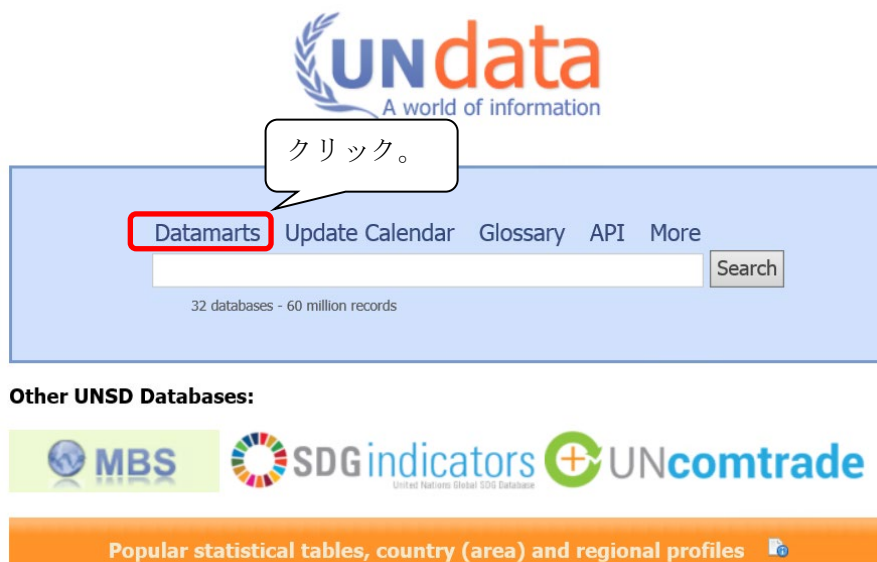 UNdata
A world of information
クリック。
Datamarts Update Calendar Glossary API More
Search
32 databases - 60 million records
Other UNSD Databases:
MBS SDG indicators UNcomtrade
United Nations Global SDG Database
Popular statistical tables, country (area) and regional profiles